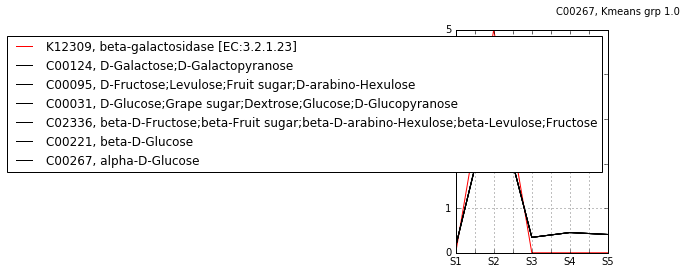 C00267, Kmeans grp 1.0
5
K12309, beta-galactosidase [EC:3.2.1.23]
C00124, D-Galactose;D-Galactopyranose
C00095, D-Fructose;Levulose;Fruit sugar;D-arabino-Hexulose
C00031, D-Glucose;Grape sugar;Dextrose;Glucose;D-Glucopyranose
C02336, beta-D-Fructose;beta-Fruit sugar;beta-D-arabino-Hexulose;beta-Levulose;Fructose
C00221, beta-D-Glucose
C00267, alpha-D-Glucose
1
0
S1 S2 S3 S4 S5